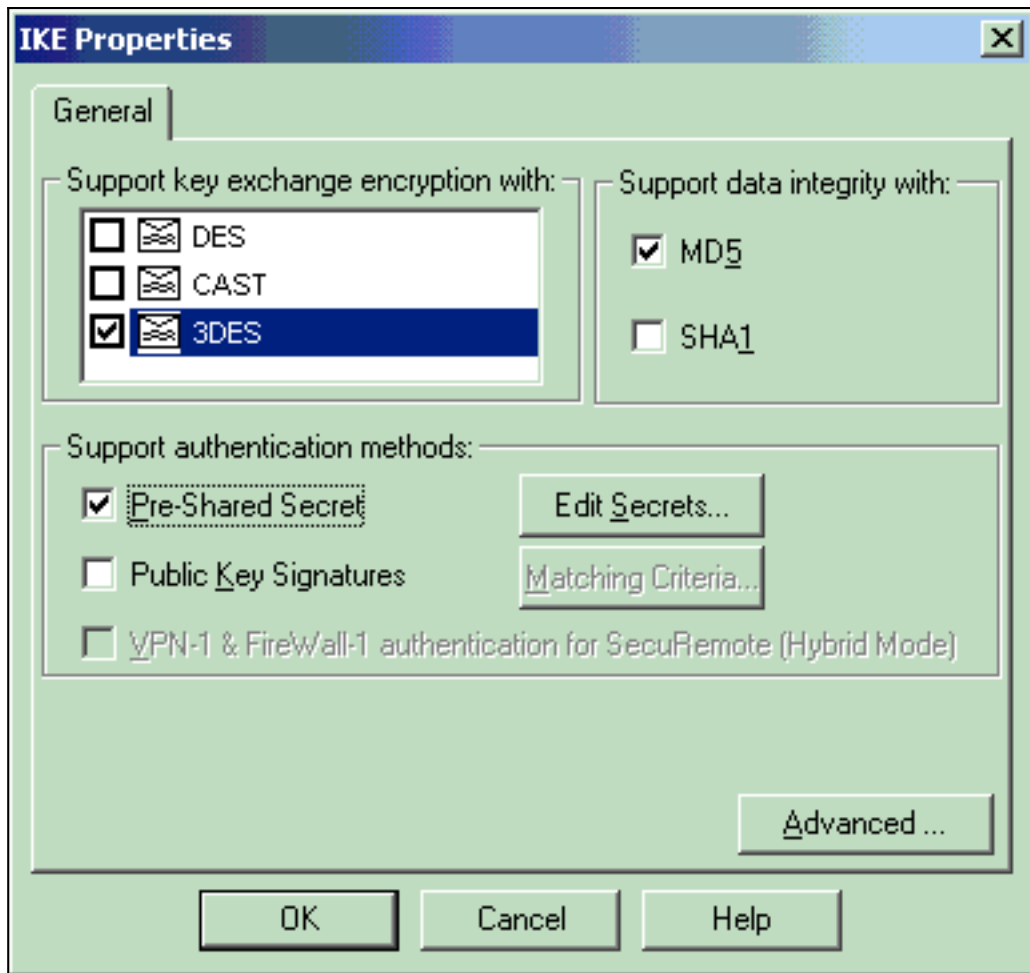 IKE Properties
General
Support key exchange encryption with:
DES
CAST
3DES
Support data integrity with:
MD5
SHA1
Support authentication methods:
Pre-Shared Secret
Edit Secrets...
Public Key Signatures
Matching Criteria...
VPN-1 & FireWall-1 authentication for SecuRemote (Hybrid Mode)
Advanced ...
OK
Cancel
Help